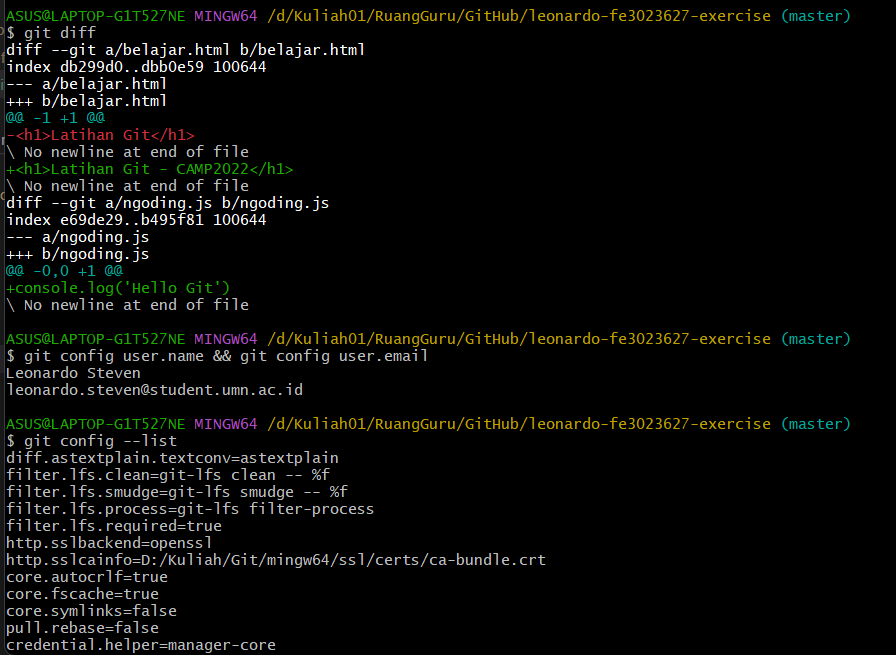 ASUS@LAPTOP-G1T527NE MINGW64 /d/Kuliah01/RuangGuru/GitHub/leonardo-fe3023627-exercise (master)
$ git diff
diff --git a/belajar.html b/belajar.html
index db299d0..dbb0e59 100644
--- a/belajar.html
+++ b/belajar.html
@@ -1 +1 @@
-<h1>Latihan Git</h1>
\ No newline at end of file
+<h1>Latihan Git - CAMP2022</h1>
\ No newline at end of file
diff --git a/ngoding.js b/ngoding.js
index e69de29..b495f81 100644
--- a/ngoding.js
+++ b/ngoding.js
@@ -0,0 +1 @@
+console.log('Hello Git')
\ No newline at end of file
ASUS@LAPTOP-G1T527NE MINGW64 /d/Kuliah01/RuangGuru/GitHub/leonardo-fe3023627-exercise (master)
$ git config user.name && git config user.email
Leonardo Steven
leonardo.steven@student.umn.ac.id
ASUS@LAPTOP-G1T527NE MINGW64 /d/Kuliah01/RuangGuru/GitHub/leonardo-fe3023627-exercise (master)
$ git config --list
diff.astextplain.textconv=astextplain
filter.lfs.clean=git-lfs clean -- %f
filter.lfs.smudge=git-lfs smudge -- %f
filter.lfs.process=git-lfs filter-process
filter.lfs.required=true
http.sslbackend=openssl
http.sslcainfo=D:/Kuliah/Git/mingw64/ssl/certs/ca-bundle.crt
core.autocrlf=true
core.fscache=true
core.symlinks=false
pull.rebase=false
credential.helper=manager-core